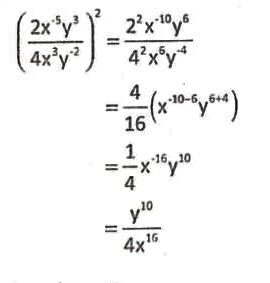 (2x⁻⁵y³ / 4x³y⁻²)² = 2²x⁻¹⁰y⁶ / 4²x⁶y⁻⁴
= 4/16 (x⁻¹⁰⁻⁶y⁶⁺⁴)
= 1/4 x⁻¹⁶y¹⁰
= y¹⁰ / 4x¹⁶